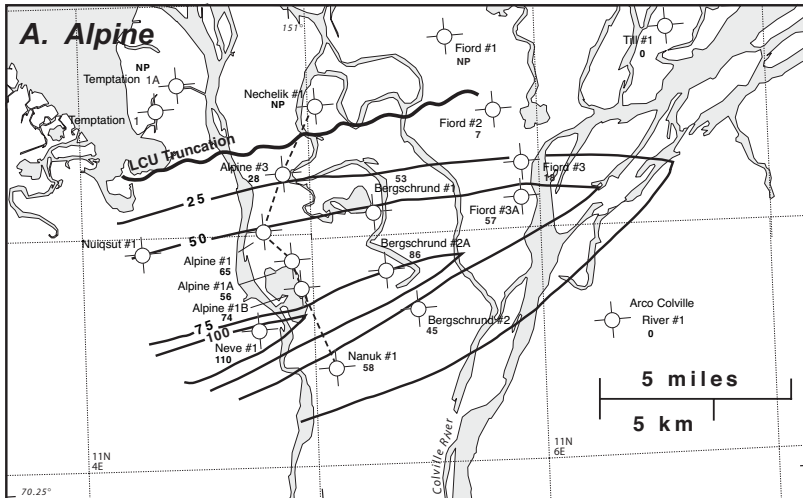 A. Alpine
151°
Fiord #1
NP
Till #1
0
NP
Temptation 1A
Temptation 1
Nechelik #1
NP
Fiord #2
7
LCU Truncation
Alpine #3
28
53
Bergschrund #1
Fiord #3
18
25
Fiord #3A
57
50
Nuiqsut #1
Alpine #1
65
Bergschrund #2A
86
Alpine #1A
56
Alpine #1B
74
75
100
Neve #1
110
Bergschrund #2
45
Arco Colville
River #1
0
Nanuk #1
58
5 miles
5 km
Colville River
11N
4E
11N
6E
70.25°